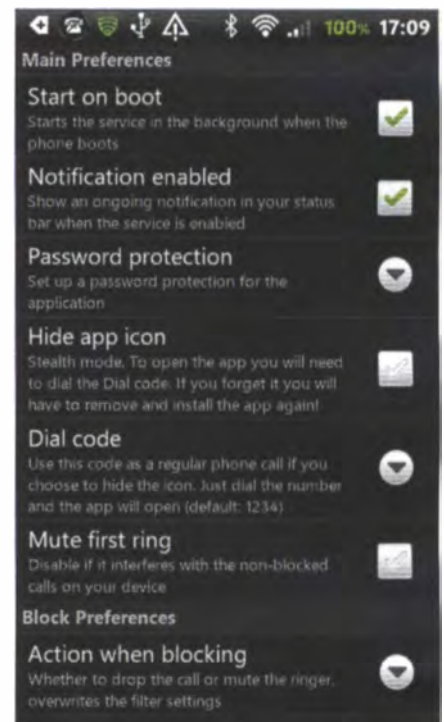 100% 17:09
Main Preferences
Start on boot
Starts the service in the background when the
phone boots
Notification enabled
Show an ongoing notification in your status
bar when the service is enabled
Password protection
Set up a password protection for the
application
Hide app icon
Stealth mode. To open the app you will need
to dial the Dial code. If you forget it you will
have to remove and install the app again!
Dial code
Use this code as a regular phone call if you
choose to hide the icon. Just dial the number
and the app will open (default: 1234)
Mute first ring
Disable if it interferes with the non-blocked
calls on your device
Block Preferences
Action when blocking
Whether to drop the call or mute the ringer,
overwrites the filter settings